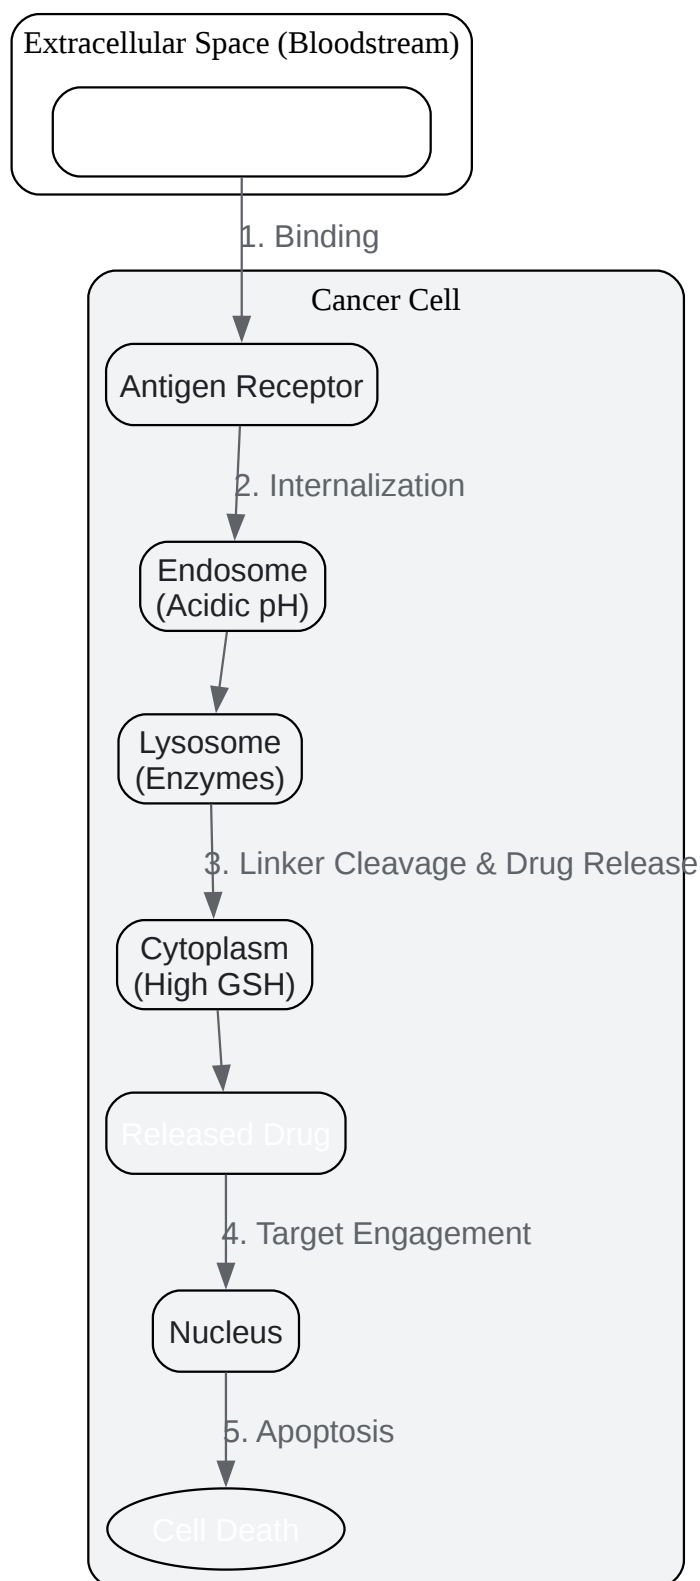 Extracellular Space (Bloodstream)
1. Binding
Cancer Cell
Antigen Receptor
2. Internalization
Endosome
(Acidic pH)
Lysosome
(Enzymes)
3. Linker Cleavage & Drug Release
Cytoplasm
(High GSH)
Released Drug
4. Target Engagement
Nucleus
5. Apoptosis
Cell Death